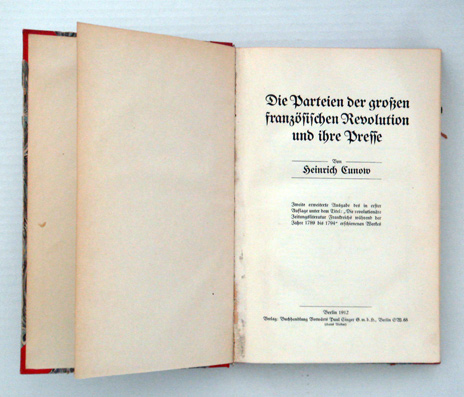 Die Parteien der großen
französischen Revolution
und ihre Presse
Von
Heinrich Cunow
Zweite erweiterte Ausgabe des in erster
Auflage unter dem Titel: „Die revolutionäre
Zeitungsliteratur Frankreichs während der
Jahre 1789 bis 1794“ erschienenen Werkes
Berlin 1912
Verlag: Buchhandlung Vorwärts Paul Singer G. m. b. H., Berlin SW. 68